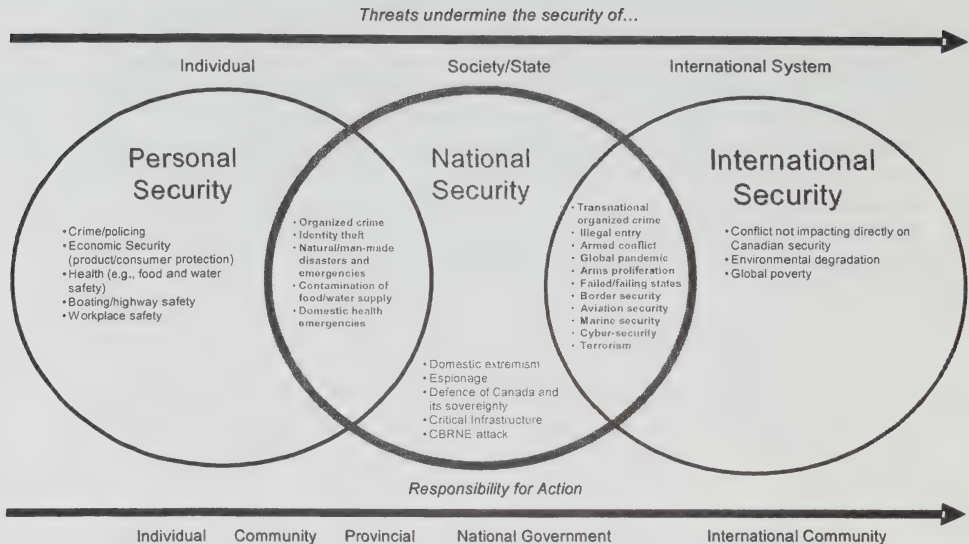 Threats undermine the security of...
Individual
Society/State
International System
Personal
Security
• Crime/policing
• Economic Security
(product/consumer protection)
• Health (e.g., food and water
safety)
• Boating/highway safety
• Workplace safety
• Organized crime
• Identity theft
• Natural/man-made
disasters and
emergencies
• Contamination of
food/water supply
• Domestic health
emergencies
National
Security
• Domestic extremism
• Espionage
• Defence of Canada and
its sovereignty
• Critical Infrastructure
• CBRNE attack
• Transnational
organized crime
• Illegal entry
• Armed conflict
• Global pandemic
• Arms proliferation
• Failed/failing states
• Border security
• Aviation security
• Marine security
• Cyber-security
• Terrorism
International
Security
• Conflict not impacting directly on
Canadian security
• Environmental degradation
• Global poverty
Responsibility for Action
Individual
Community
Provincial
National Government
International Community